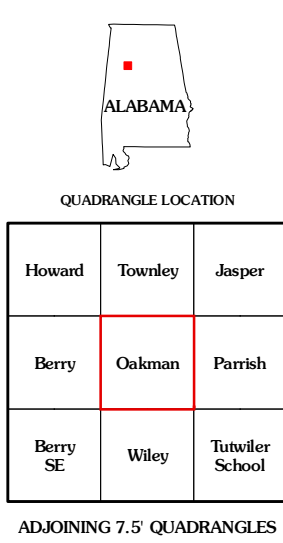 ALABAMA
QUADRANGLE LOCATION
Howard Townley Jasper
Berry Oakman Parrish
Berry SE Wiley Tutwiler School
ADJOINING 7.5' QUADRANGLES